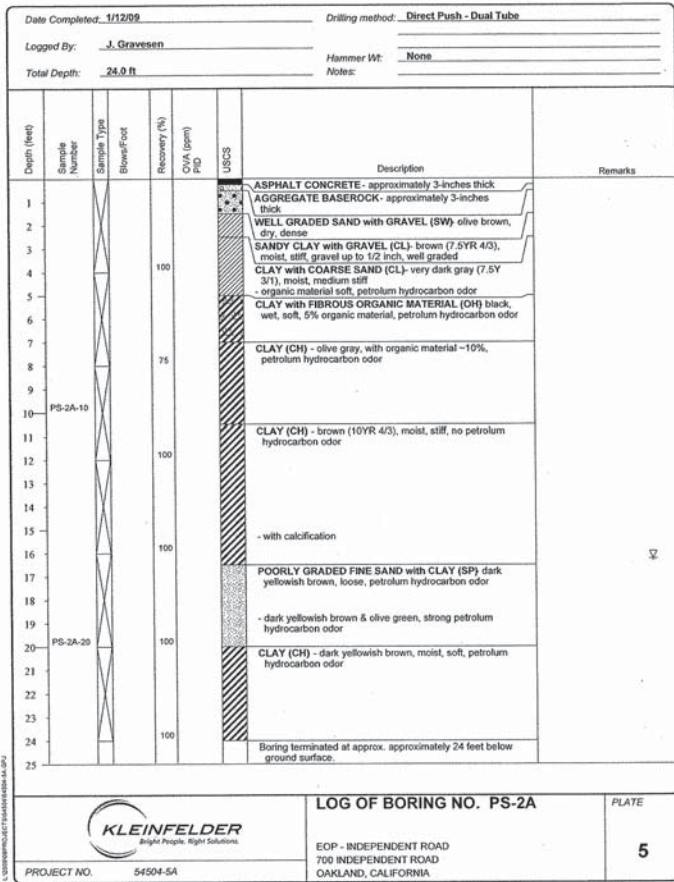 Date Completed: 1/12/09
Drilling method: Direct Push - Dual Tube
Logged By: J. Gravesen
Hammer Wt: None
Total Depth: 24.0 ft
Notes:
Depth (feet)
Sample Number
Sample Type
Blows/Foot
Recovery (%)
OVA (ppm) PID
USCS
Description
Remarks
ASPHALT CONCRETE - approximately 3-inches thick
1
AGGREGATE BASEROCK - approximately 3-inches
thick
2
WELL GRADED SAND with GRAVEL (SW)- olive brown,
dry, dense
3
SANDY CLAY with GRAVEL (CL)- brown (7.5YR 4/3),
moist, stiff, gravel up to 1/2 inch, well graded
100
4
CLAY with COARSE SAND (CL)- very dark gray (7.5Y
3/1), moist, medium stiff
- organic material soft, petrolum hydrocarbon odor
5
CLAY with FIBROUS ORGANIC MATERIAL (OH) black,
wet, soft, 5% organic material, petrolum hydrocarbon odor
6
7
CLAY (CH) - olive gray, with organic material ~10%,
petrolum hydrocarbon odor
75
8
9
PS-2A-10
10
CLAY (CH) - brown (10YR 4/3), moist, stiff, no petrolum
hydrocarbon odor
11
100
12
13
14
15
- with calcification
100
16
POORLY GRADED FINE SAND with CLAY (SP) dark
yellowish brown, loose, petrolum hydrocarbon odor
17
18
- dark yellowish brown & olive green, strong petrolum
hydrocarbon odor
19
PS-2A-20
100
20
CLAY (CH) - dark yellowish brown, moist, soft, petrolum
hydrocarbon odor
21
22
23
100
24
Boring terminated at approx. approximately 24 feet below
ground surface.
25
KLEINFELDER
Bright People. Right Solutions.
PROJECT NO. 54504-5A
LOG OF BORING NO. PS-2A
EOP - INDEPENDENT ROAD
700 INDEPENDENT ROAD
OAKLAND, CALIFORNIA
PLATE
5